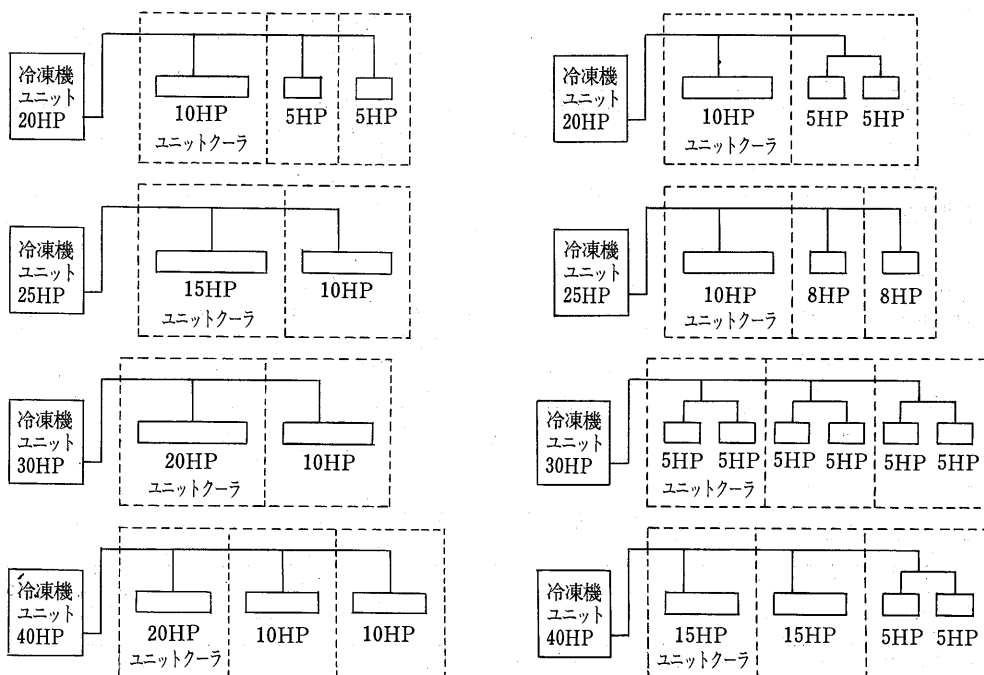 冷凍機
ユニット
20HP
10HP
5HP
5HP
ユニットクーラ
冷凍機
ユニット
20HP
10HP
5HP
5HP
ユニットクーラ
冷凍機
ユニット
25HP
15HP
10HP
ユニットクーラ
冷凍機
ユニット
25HP
10HP
8HP
8HP
ユニットクーラ
冷凍機
ユニット
30HP
20HP
10HP
ユニットクーラ
冷凍機
ユニット
30HP
5HP
5HP
5HP
5HP
5HP
5HP
ユニットクーラ
冷凍機
ユニット
40HP
20HP
10HP
10HP
ユニットクーラ
冷凍機
ユニット
40HP
15HP
15HP
5HP
5HP
ユニットクーラ